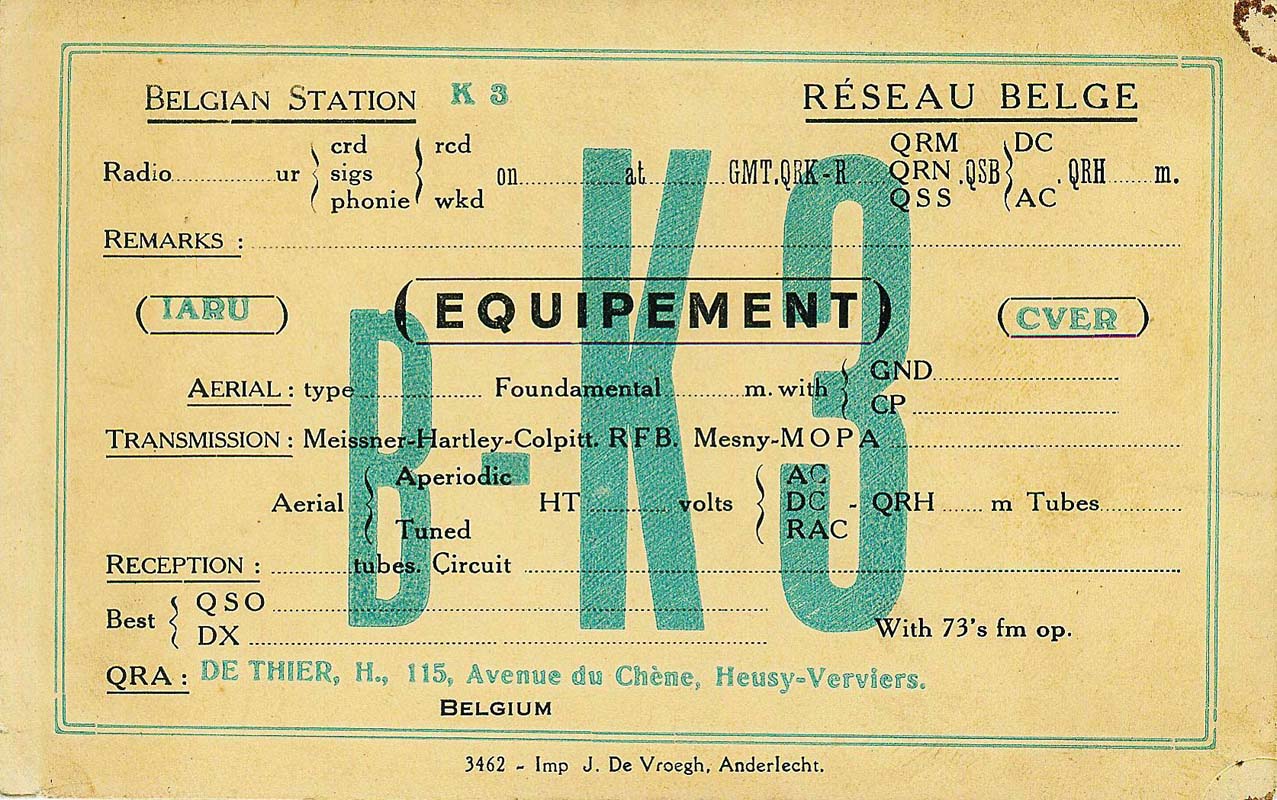 BELGIAN STATION K 3 RÉSEAU BELGE
crd rcd QRM DC
Radio..........ur sigs on..........at..........GMT.QRK-R QRN .QSB .QRH......m.
phonie wkd QSS AC
REMARKS :
IARU EQUIPEMENT CVER
B-K3
AERIAL : type.......... Foundamental..........m. with GND
CP
TRANSMISSION : Meissner-Hartley-Colpitt. RFB. Mesny-MOPA
Aperiodic AC
Aerial HT..........volts DC - QRH......m Tubes
Tuned RAC
RECEPTION : ..........tubes. Circuit
QSO
Best
DX With 73's fm op.
QRA : DE THIER, H., 115, Avenue du Chène, Heusy-Verviers.
BELGIUM
3462 - Imp J. De Vroegh, Anderlecht.